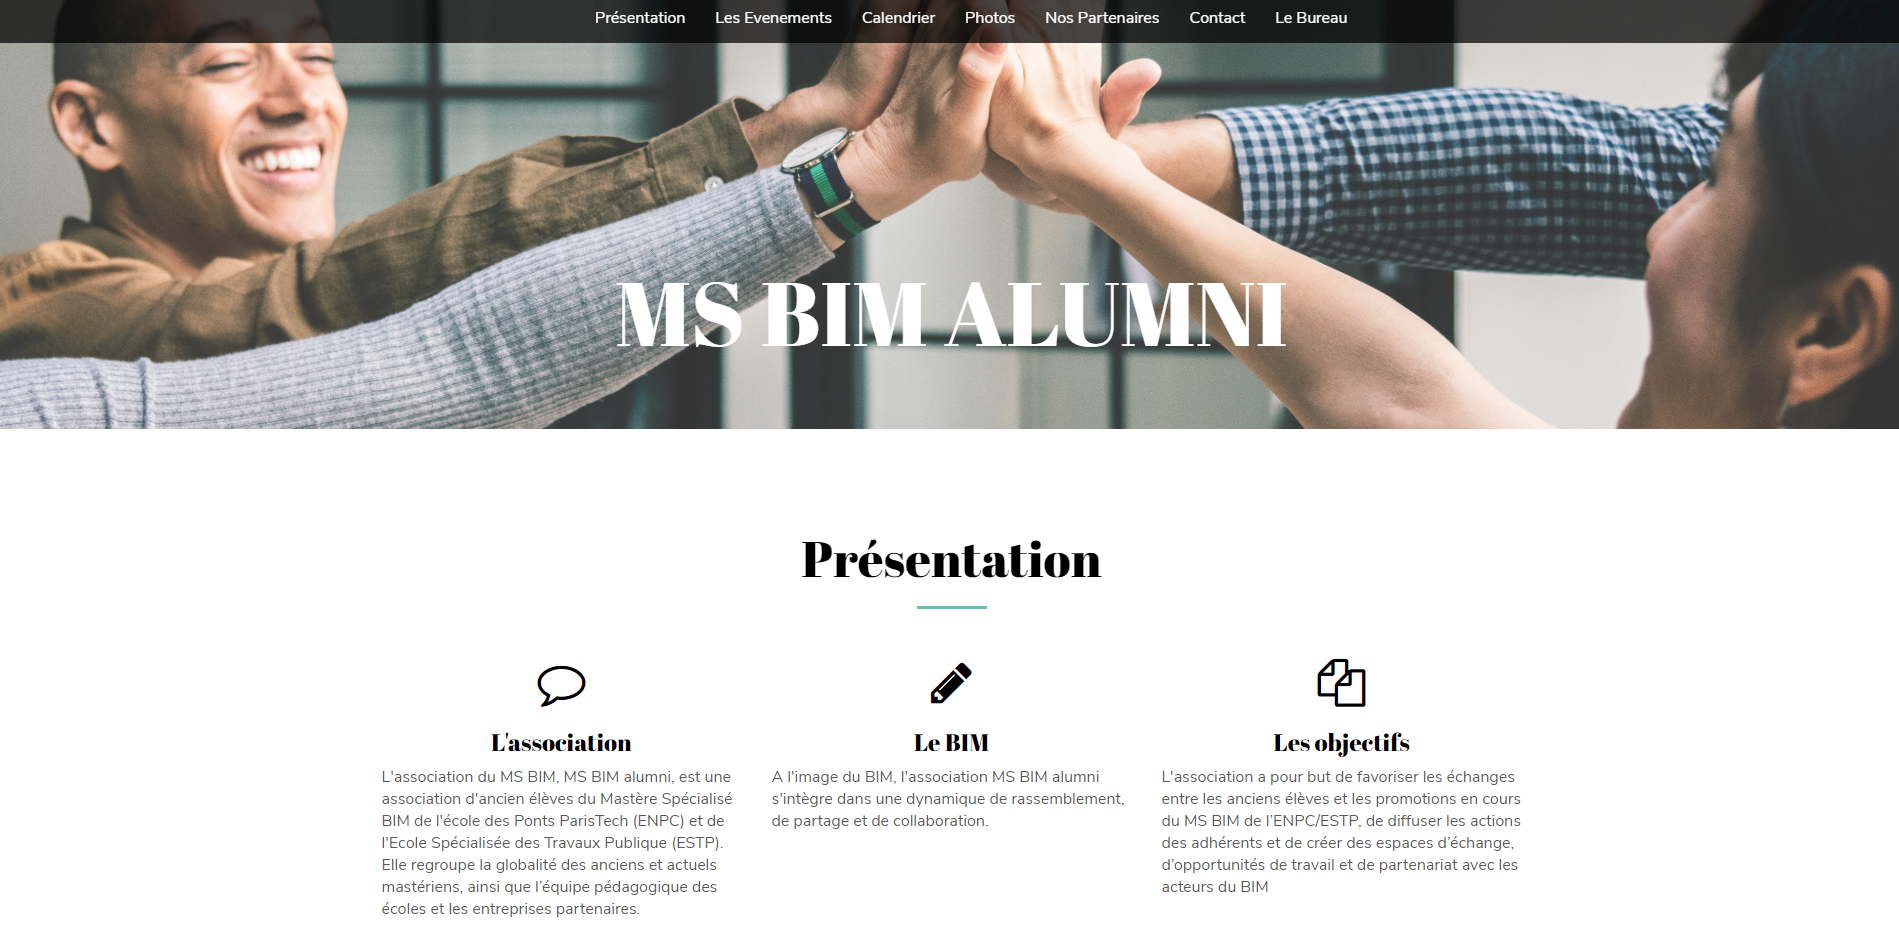 Présentation Les Evenements Calendrier Photos Nos Partenaires Contact Le Bureau
MS BIM ALUMNI
Présentation
L'association
L'association du MS BIM, MS BIM alumni, est une
association d'ancien élèves du Mastère Spécialisé
BIM de l'école des Ponts ParisTech (ENPC) et de
l'Ecole Spécialisée des Travaux Publique (ESTP).
Elle regroupe la globalité des anciens et actuels
mastériens, ainsi que l’équipe pédagogique des
écoles et les entreprises partenaires.
Le BIM
A l'image du BIM, l'association MS BIM alumni
s'intègre dans une dynamique de rassemblement,
de partage et de collaboration.
Les objectifs
L'association a pour but de favoriser les échanges
entre les anciens élèves et les promotions en cours
du MS BIM de l’ENPC/ESTP, de diffuser les actions
des adhérents et de créer des espaces d’échange,
d’opportunités de travail et de partenariat avec les
acteurs du BIM